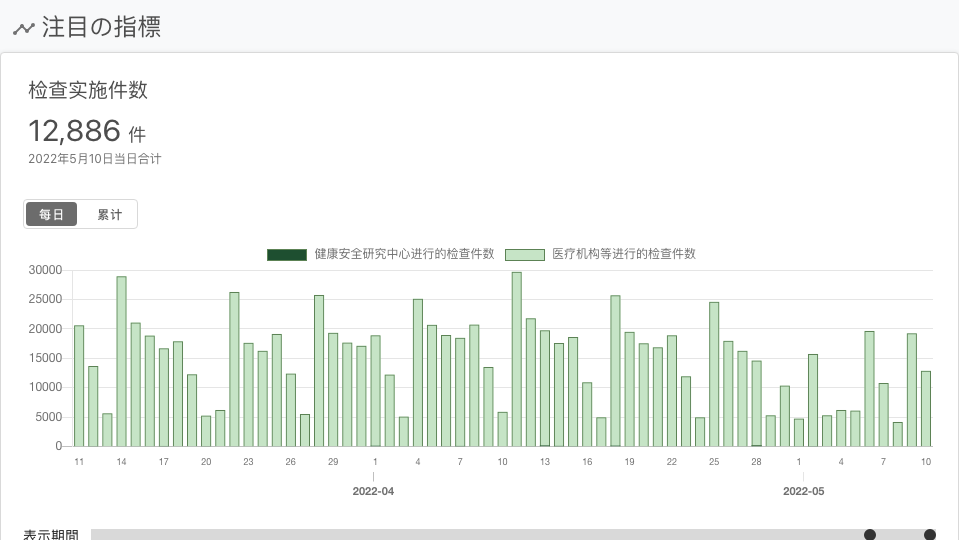 注目の指標
检查实施件数
12,886 件
2022年5月10日当日合计
每日 累计
健康安全研究中心进行的检查件数 医疗机构等进行的检查件数
30000
25000
20000
15000
10000
5000
0
11 14 17 20 23 26 29 1 4 7 10 13 16 19 22 25 28 1 4 7 10
2022-04 2022-05
表示期間